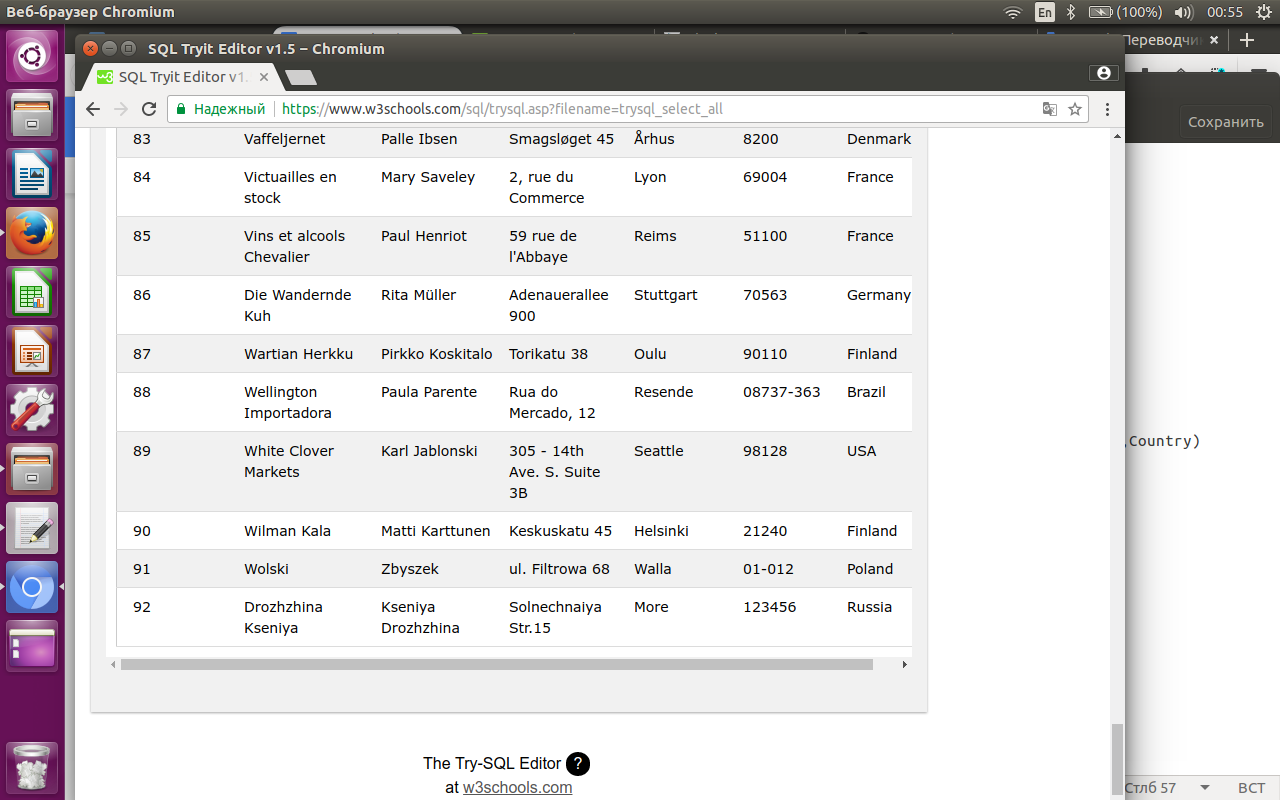 Веб-браузер Chromium
En
(100%)
00:55
SQL Tryit Editor v1.5 – Chromium
Переводчик
SQL Tryit Editor v1.
Надежный
https://www.w3schools.com/sql/trysql.asp?filename=trysql_select_all
Сохранить
83 Vaffeljernet Palle Ibsen Smagsløget 45 Århus 8200 Denmark
84 Victuailles en Mary Saveley 2, rue du Lyon 69004 France
stock Commerce
85 Vins et alcools Paul Henriot 59 rue de Reims 51100 France
Chevalier l'Abbaye
86 Die Wandernde Rita Müller Adenauerallee Stuttgart 70563 Germany
Kuh 900
87 Wartian Herkku Pirkko Koskitalo Torikatu 38 Oulu 90110 Finland
88 Wellington Paula Parente Rua do Resende 08737-363 Brazil
Importadora Mercado, 12
,Country)
89 White Clover Karl Jablonski 305 - 14th Seattle 98128 USA
Markets Ave. S. Suite
3B
90 Wilman Kala Matti Karttunen Keskuskatu 45 Helsinki 21240 Finland
91 Wolski Zbyszek ul. Filtrowa 68 Walla 01-012 Poland
92 Drozhzhina Kseniya Solnechnaiya More 123456 Russia
Kseniya Drozhzhina Str.15
The Try-SQL Editor ?
at w3schools.com
Стлб 57
ВСТ